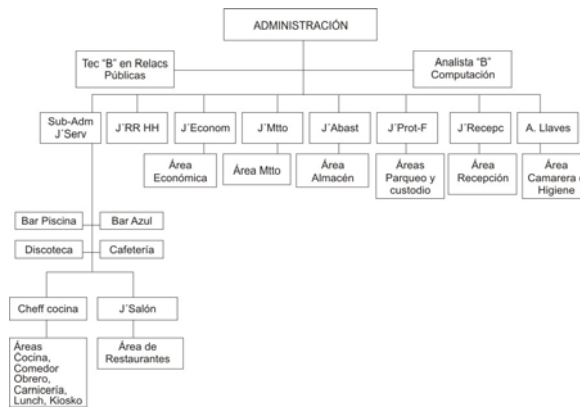 ADMINISTRACIÓN
Tec "B" en Relacs
Públicas
Analista "B"
Computación
Sub-Adm
J´Serv
J´RR HH
J´Econom
J´Mtto
J´Abast
J´Prot-F
J´Recepc
A. Llaves
Área
Económica
Área Mtto
Área
Almacén
Áreas
Parqueo y
custodio
Área
Recepción
Área
Camarera e
Higiene
Bar Piscina
Bar Azul
Discoteca
Cafetería
Cheff cocina
J´Salón
Áreas
Cocina,
Comedor
Obrero,
Carnicería,
Lunch, Kiosko
Área de
Restaurantes